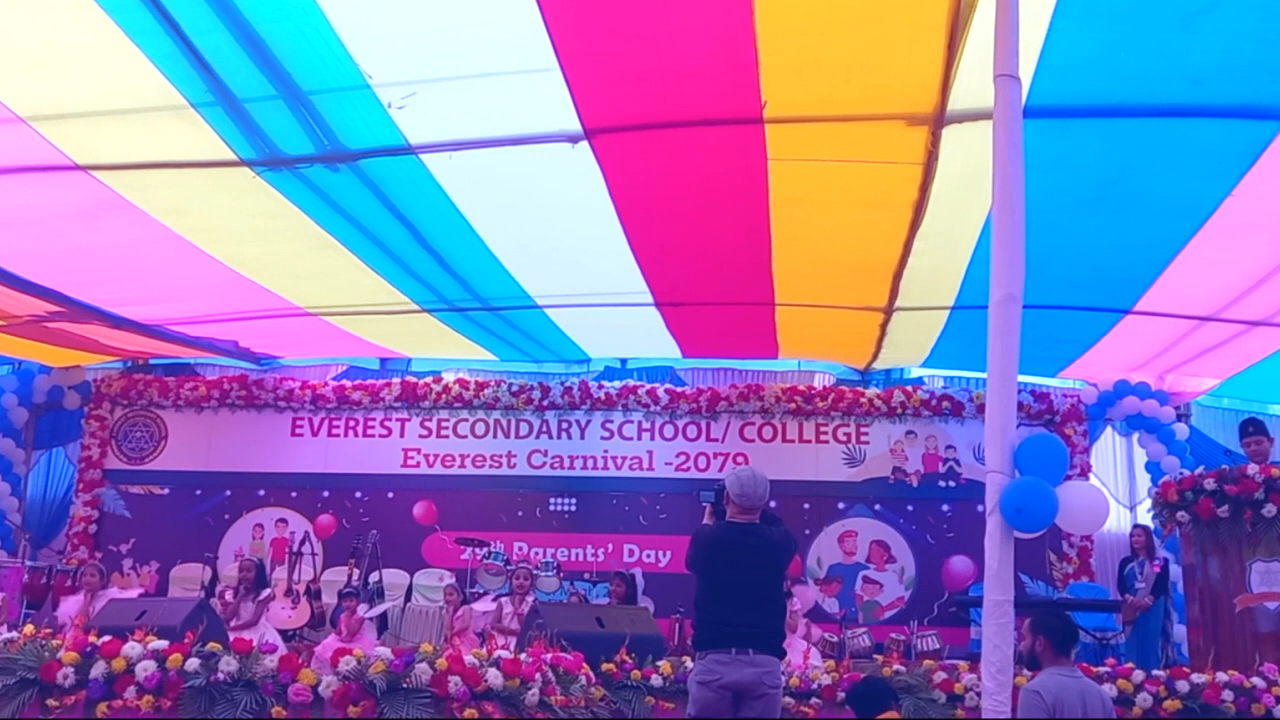 EVEREST SECONDARY SCHOOL/ COLLEGE
Everest Carnival -2079
Parents' Day